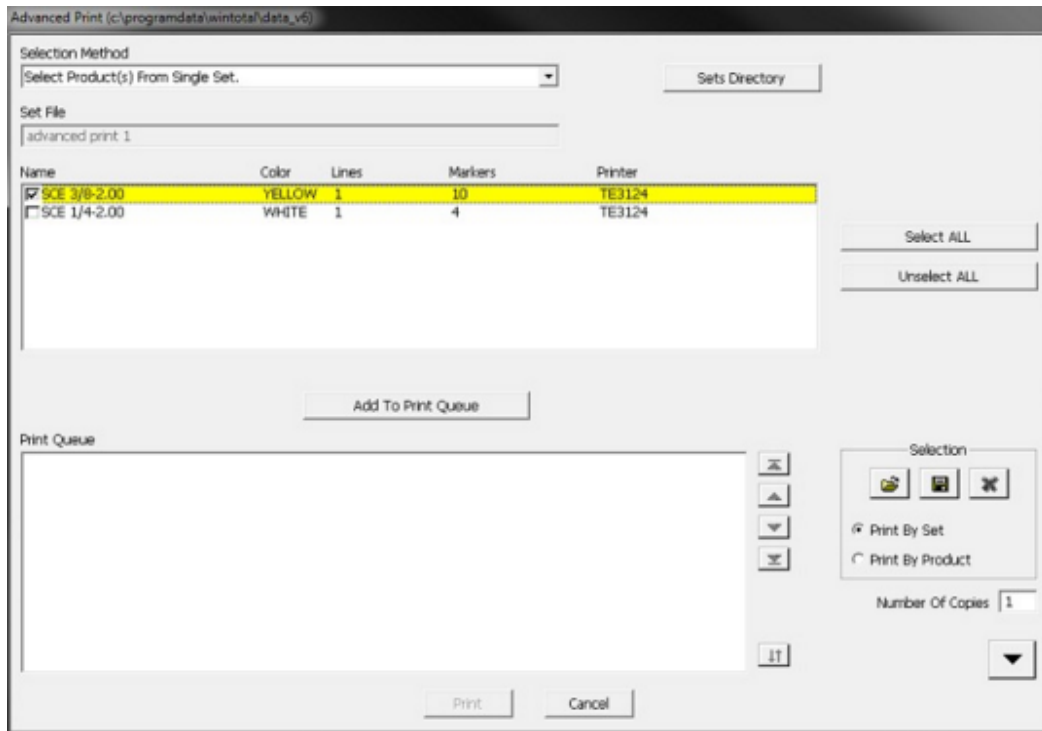 Advanced Print (c:\programdata\wintotal\data_v6)
Selection Method
Select Product(s) From Single Set.
Sets Directory
Set File
advanced print 1
Name Color Lines Markers Printer
SCE 3/8-2.00 YELLOW 1 10 TE3124
SCE 1/4-2.00 WHITE 1 4 TE3124
Select ALL
Unselect ALL
Add To Print Queue
Print Queue
Selection
Print By Set
Print By Product
Number Of Copies 1
Print Cancel